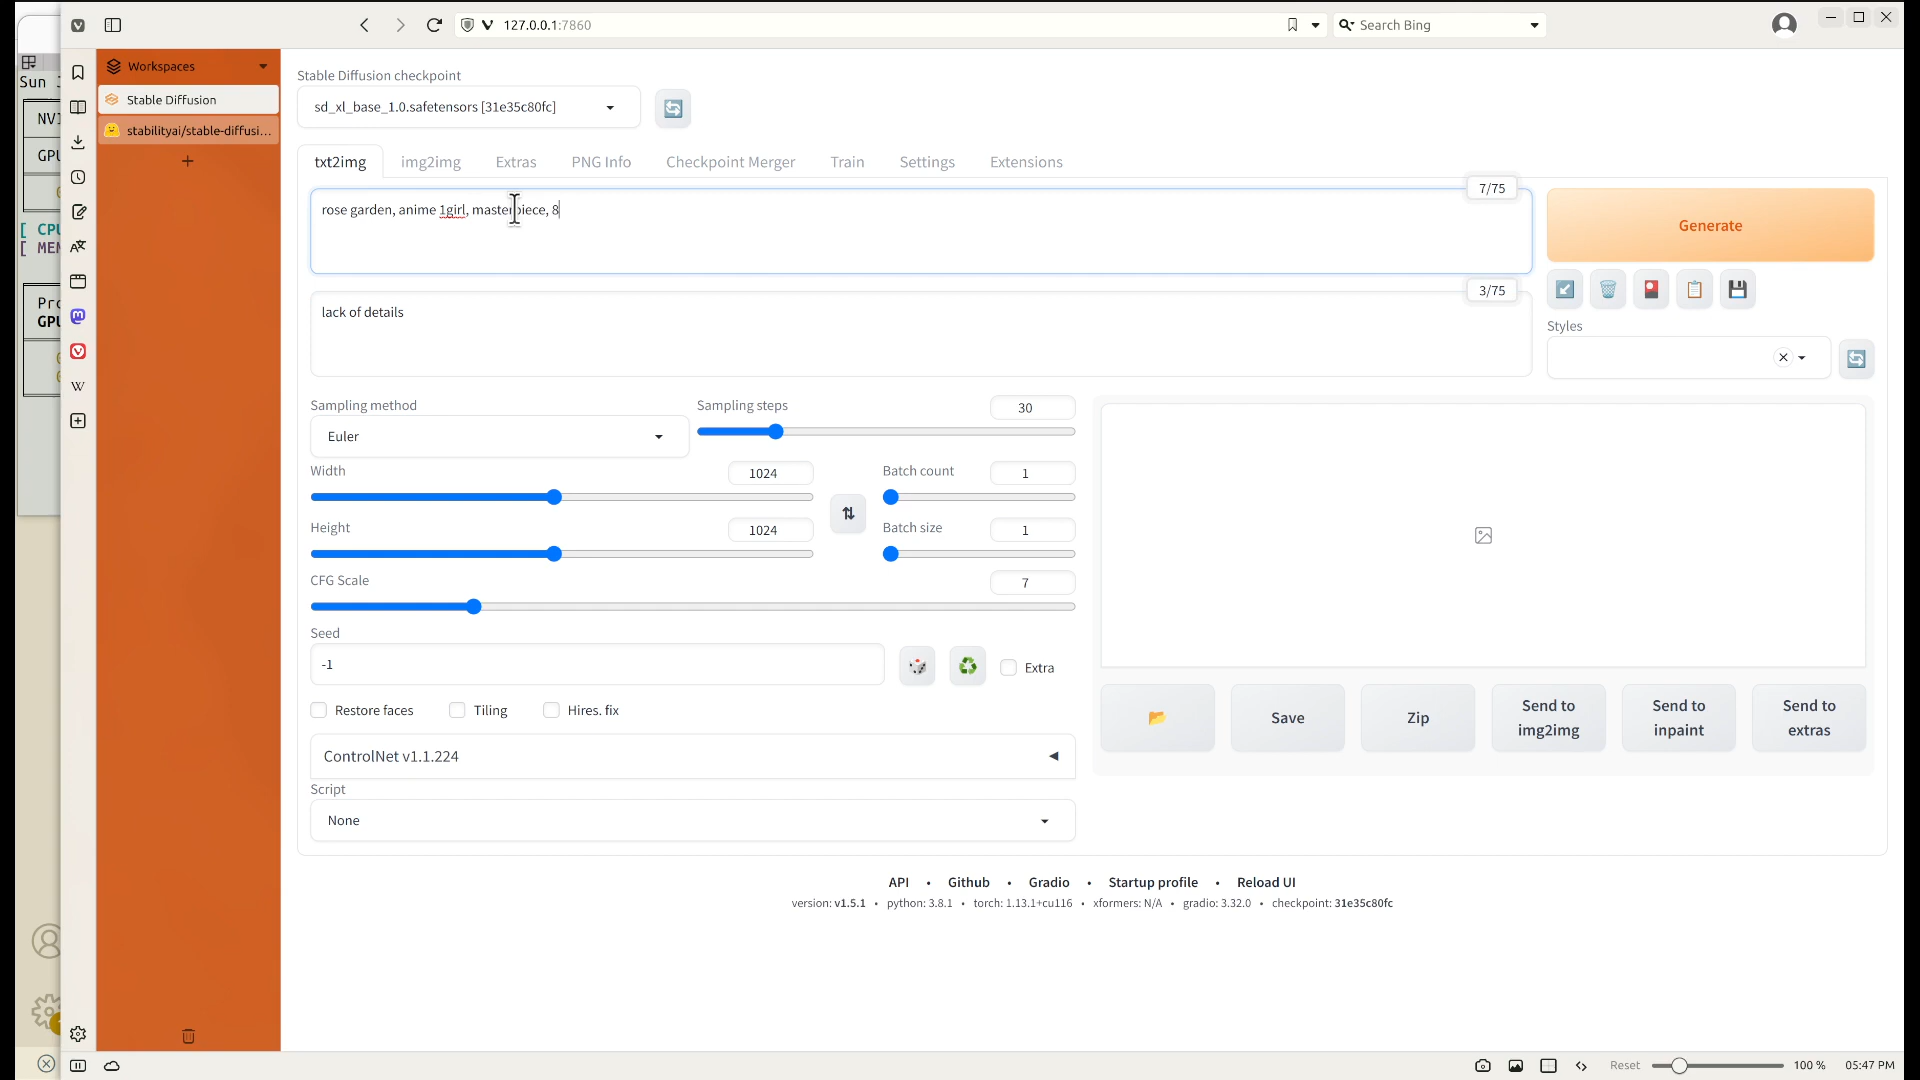 127.0.0.1:7860
Search Bing
Workspaces
Stable Diffusion
stabilityai/stable-diffusi...
Sun
NVI
GPU
[ CPU
[ MEM
Pro
GPU
Stable Diffusion checkpoint
sd_xl_base_1.0.safetensors [31e35c80fc]
txt2img
img2img
Extras
PNG Info
Checkpoint Merger
Train
Settings
Extensions
7/75
rose garden, anime 1girl, masterpiece, 8
Generate
3/75
lack of details
Styles
Sampling method
Euler
Sampling steps
30
Width
1024
Batch count
1
Height
1024
Batch size
1
CFG Scale
7
Seed
-1
Extra
Restore faces
Tiling
Hires. fix
ControlNet v1.1.224
Script
None
Save
Zip
Send to
img2img
Send to
inpaint
Send to
extras
API • Github • Gradio • Startup profile • Reload UI
version: v1.5.1 • python: 3.8.1 • torch: 1.13.1+cu116 • xformers: N/A • gradio: 3.32.0 • checkpoint: 31e35c80fc
Reset
100 %
05:47 PM